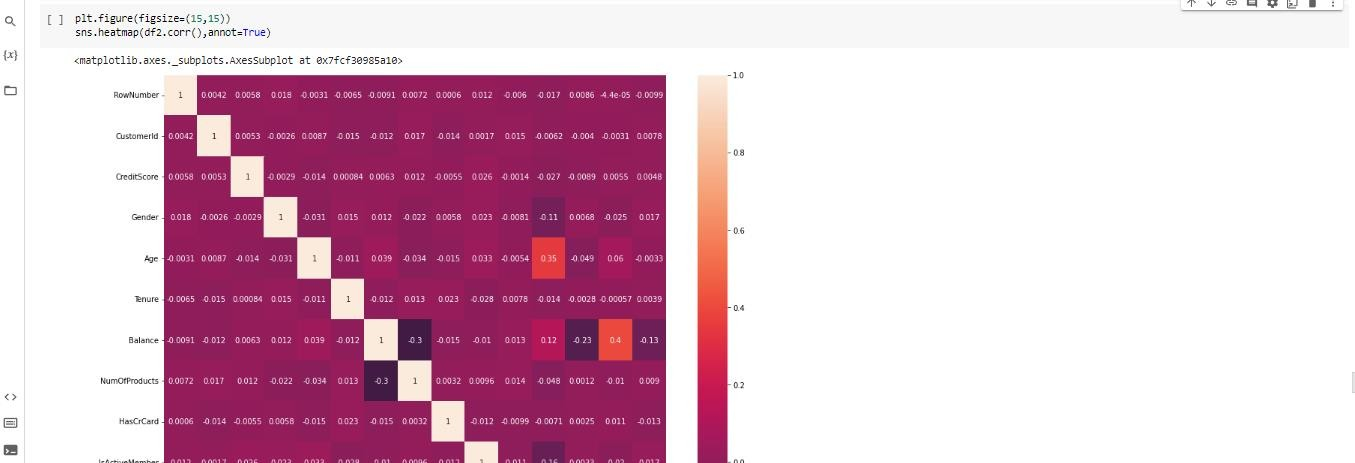 [ ] plt.figure(figsize=(15,15))
sns.heatmap(df2.corr(),annot=True)
<matplotlib.axes._subplots.AxesSubplot at 0x7fcf30985a10>
RowNumber 1 0.0042 0.0058 0.018 -0.0031 -0.0065 -0.0091 0.0072 0.0006 0.012 -0.006 -0.017 0.0086 -4.4e-05 -0.0099 1.0
CustomerId 0.0042 1 0.0053 -0.0026 0.0087 -0.015 -0.012 0.017 -0.014 0.0017 0.015 -0.0062 -0.004 -0.0031 0.0078
0.8
CreditScore 0.0058 0.0053 1 -0.0029 -0.014 0.00084 0.0063 0.012 -0.0055 0.026 -0.0014 -0.027 -0.0089 0.0055 0.0048
Gender 0.018 -0.0026 -0.0029 1 -0.031 0.015 0.012 -0.022 0.0058 0.023 -0.0081 -0.11 0.0068 -0.025 0.017
0.6
Age -0.0031 0.0087 -0.014 -0.031 1 -0.011 0.039 -0.034 -0.015 0.033 -0.0054 0.35 -0.049 0.06 -0.0033
Tenure -0.0065 -0.015 0.00084 0.015 -0.011 1 -0.012 0.013 0.023 -0.028 0.0078 -0.014 -0.0028 -0.00057 0.0039
0.4
Balance -0.0091 -0.012 0.0063 0.012 0.039 -0.012 1 -0.3 -0.015 -0.01 0.013 0.12 -0.23 0.4 -0.13
NumOfProducts 0.0072 0.017 0.012 -0.022 -0.034 0.013 -0.3 1 0.0032 0.0096 0.014 -0.048 0.0012 -0.01 0.009
0.2
HasCrCard 0.0006 -0.014 -0.0055 0.0058 -0.015 0.023 -0.015 0.0032 1 -0.012 -0.0099 -0.0071 0.0025 0.011 -0.013
IsActiveMember
0.0